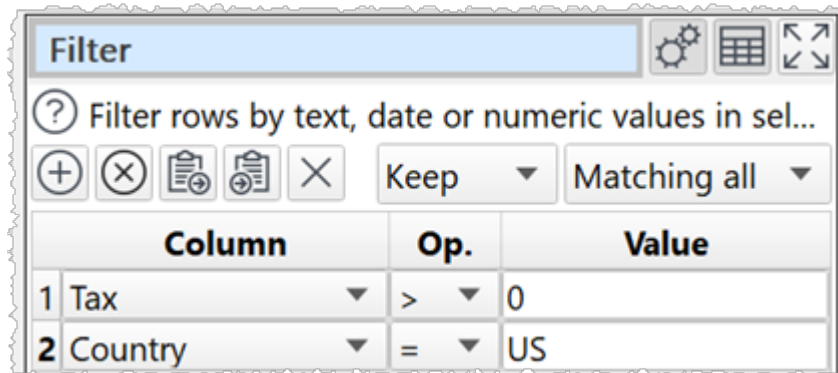 Filter
? Filter rows by text, date or numeric values in sel...
Keep Matching all
Column Op. Value
1 Tax > 0
2 Country = US